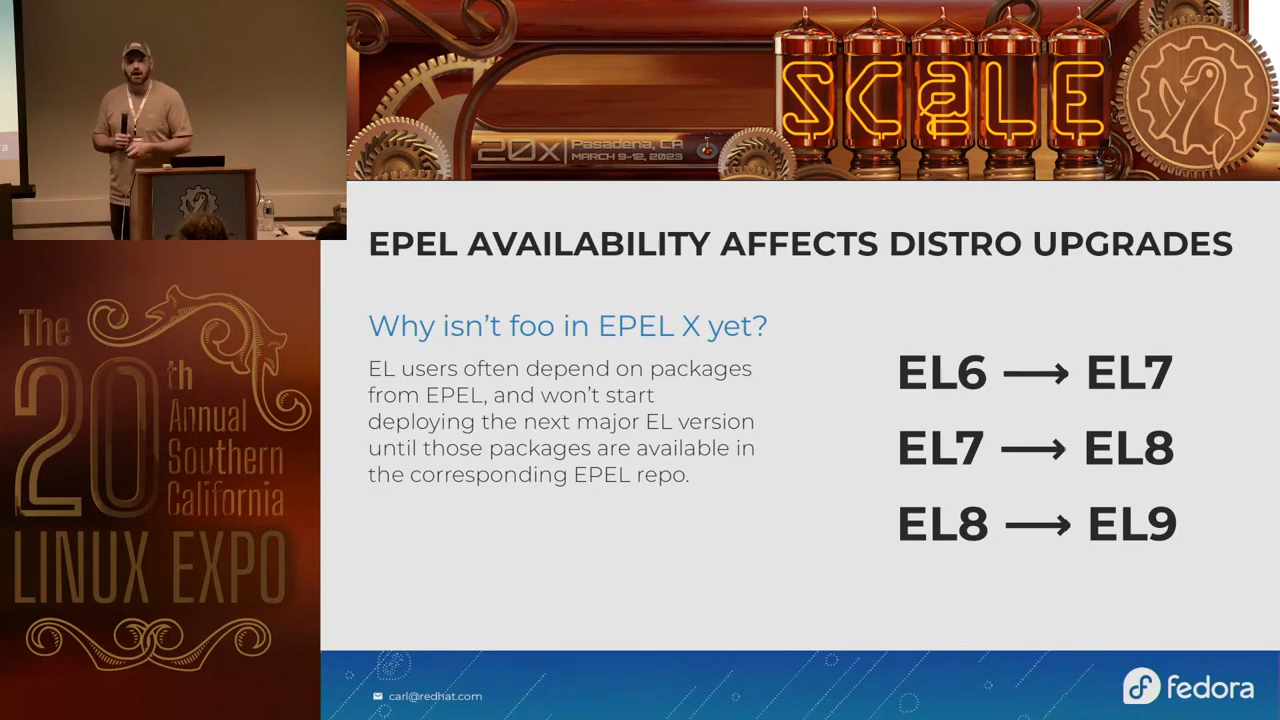 SC@LE
20x
Pasadena, CA
MARCH 9-12, 2023
The
20th
Annual
Southern
California
LINUX EXPO
EPEL AVAILABILITY AFFECTS DISTRO UPGRADES
Why isn't foo in EPEL X yet?
EL users often depend on packages
from EPEL, and won't start
deploying the next major EL version
until those packages are available in
the corresponding EPEL repo.
EL6 ⟶ EL7
EL7 ⟶ EL8
EL8 ⟶ EL9
carl@redhat.com
fedora